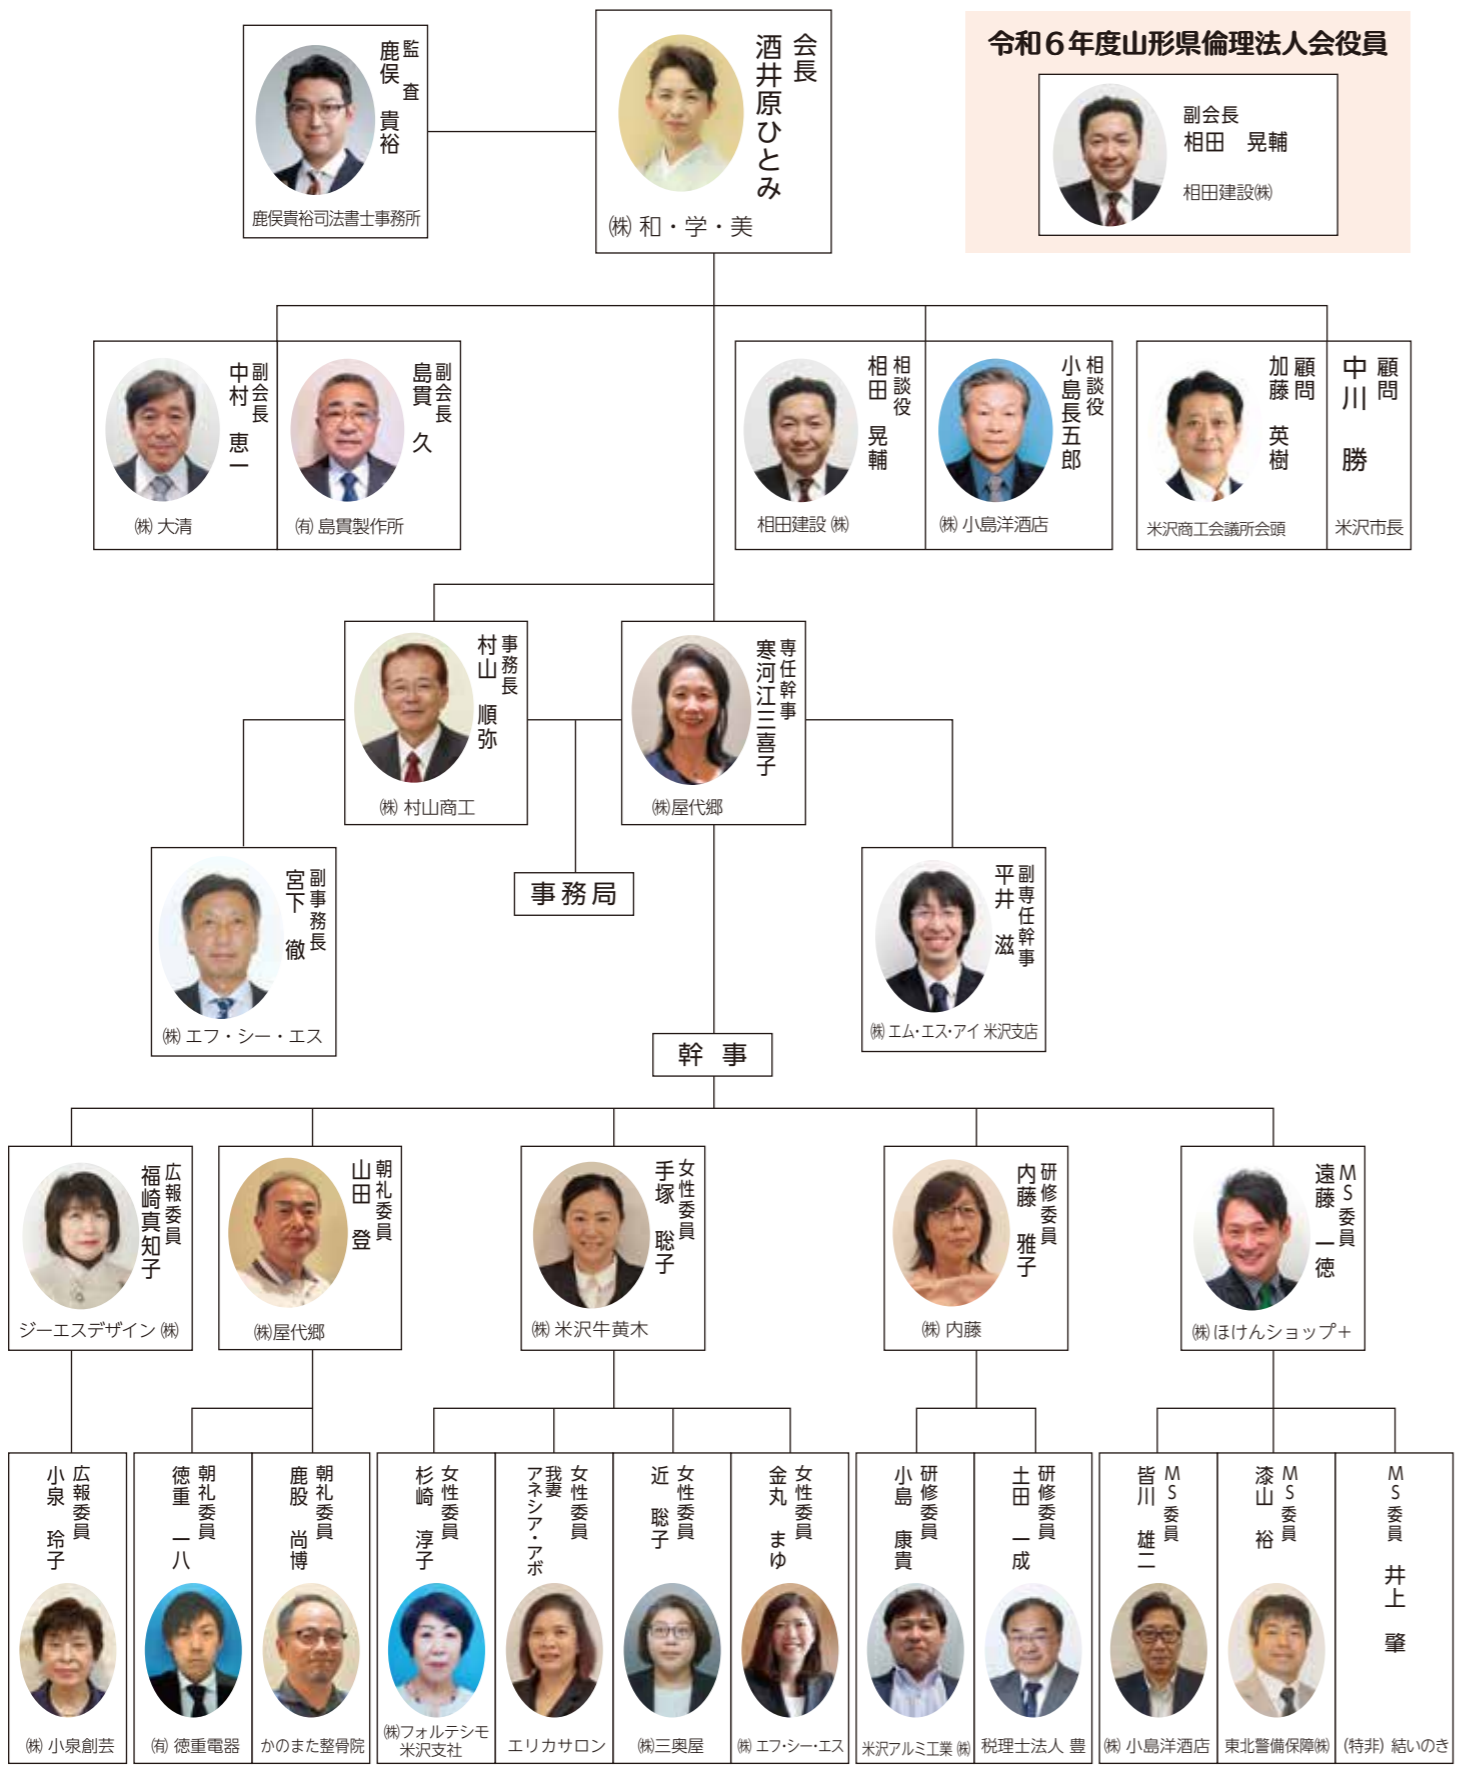 監査
鹿俣 貴裕
鹿俣貴裕司法書士事務所
会長
酒井原ひとみ
㈱ 和・学・美
令和6年度山形県倫理法人会役員
副会長
相田 晃輔
相田建設㈱
副会長
中村 恵一
㈱ 大清
副会長
島貫 久
㈲ 島貫製作所
相談役
相田 晃輔
相田建設 ㈱
相談役
小島長五郎
㈱ 小島洋酒店
顧問
加藤 英樹
米沢商工会議所会頭
顧問
中川 勝
米沢市長
事務長
村山 順弥
㈱ 村山商工
専任幹事
寒河江三喜子
㈱屋代郷
副事務長
宮下 徹
㈱ エフ・シー・エス
事務局
副専任幹事
平井 滋
㈱ エム・エス・アイ 米沢支店
幹 事
広報委員
福崎真知子
ジーエスデザイン ㈱
朝礼委員
山田 登
㈱屋代郷
女性委員
手塚 聡子
㈱ 米沢牛黄木
研修委員
内藤 雅子
㈱ 内藤
MS委員
遠藤 一徳
㈱ ほけんショップ＋
広報委員
小泉 玲子
㈱ 小泉創芸
朝礼委員
徳重 一八
㈲ 徳重電器
朝礼委員
鹿股 尚博
かのまた整骨院
女性委員
杉崎 淳子
㈱フォルテシモ
米沢支社
女性委員
我妻
アネシア・アボ
エリカサロン
女性委員
近 聡子
㈱三奥屋
女性委員
金丸 まゆ
㈱ エフ・シー・エス
研修委員
小島 康貴
米沢アルミ工業 ㈱
研修委員
土田 一成
税理士法人 豊
MS委員
皆川 雄二
㈱ 小島洋酒店
MS委員
漆山 裕
東北警備保障㈱
MS委員
井上 肇
(特非) 結いのき